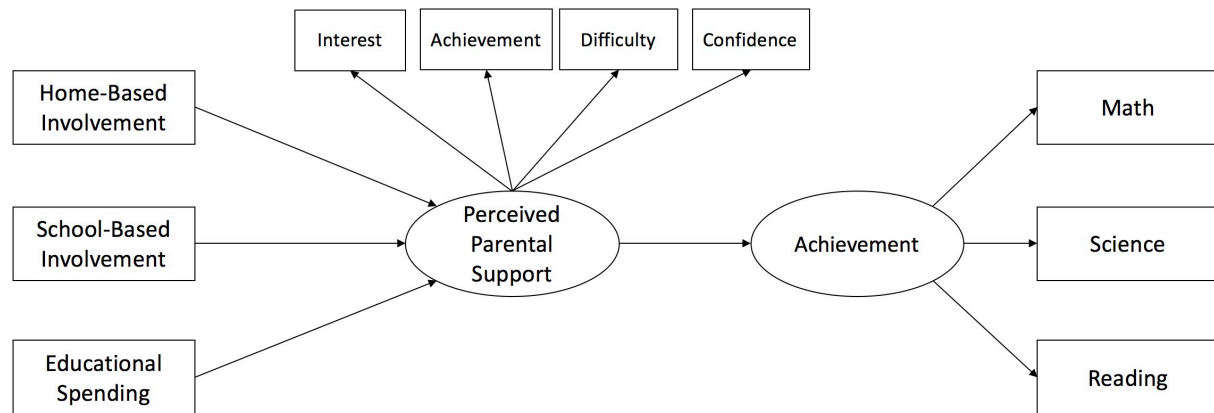 Interest
Achievement
Difficulty
Confidence
Home-Based
Involvement
Math
School-Based
Involvement
Perceived
Parental
Support
Achievement
Science
Educational
Spending
Reading